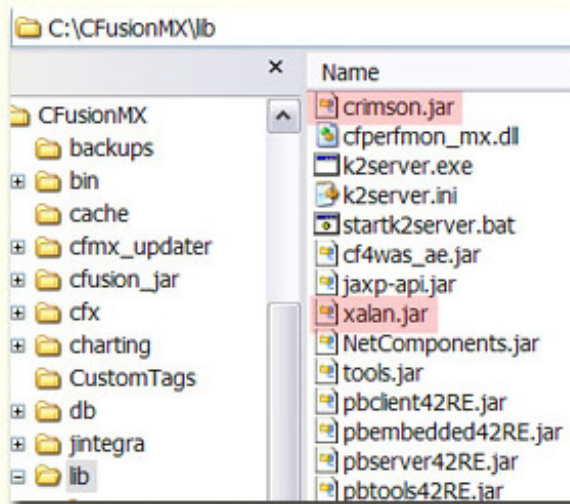 C:\CFusionMX\lib
Name
CFusionMX
backups
bin
cache
cfmx_updater
cfusion_jar
cfx
charting
CustomTags
db
jintegra
lib
crimson.jar
cfperfmon_mx.dll
k2server.exe
k2server.ini
startk2server.bat
cf4was_ae.jar
jaxp-api.jar
xalan.jar
NetComponents.jar
tools.jar
pbclient42RE.jar
pbembedded42RE.jar
pbserver42RE.jar
pbtools42RE.jar